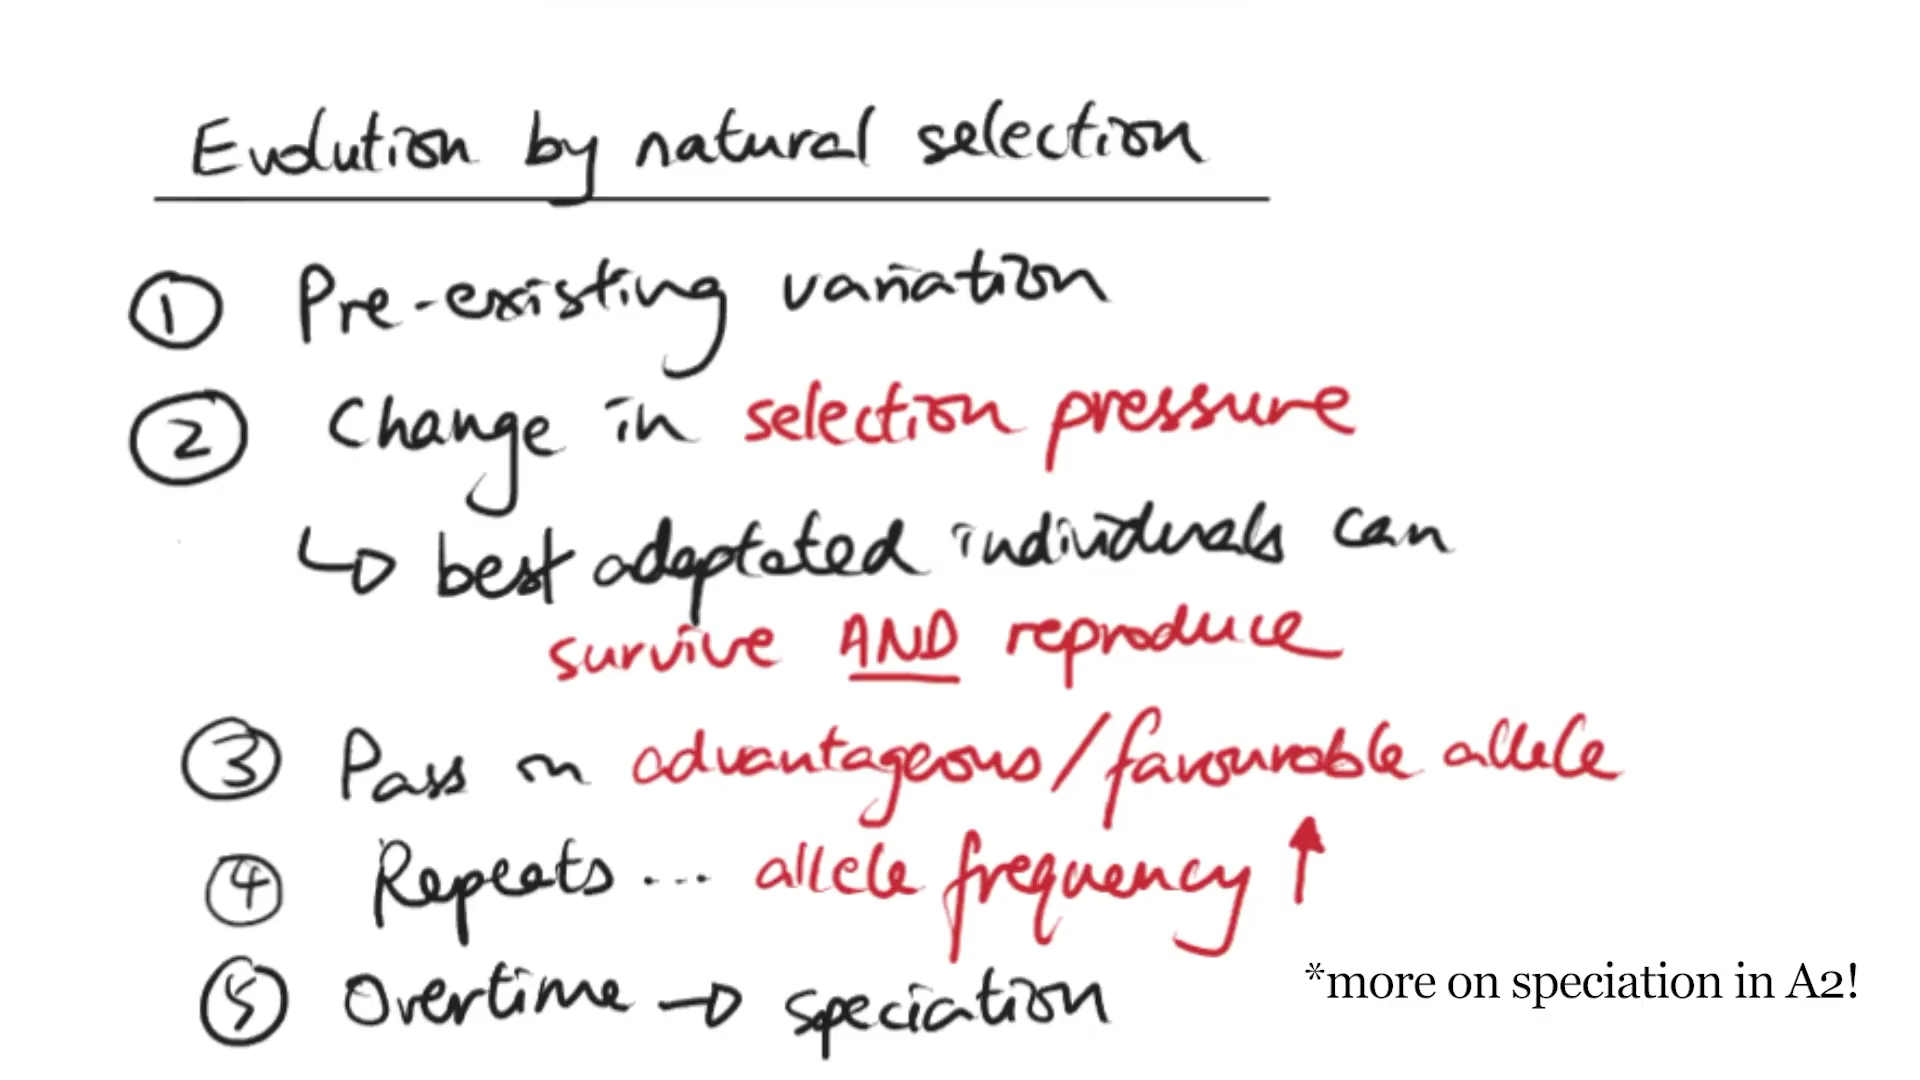 Evolution by natural selection
① Pre-existing variation
② Change in selection pressure
↳ best adaptated individuals can
survive AND reproduce
③ Pass on advantageous/favourable allele
④ Repeats... allele frequency ↑
⑤ Overtime → speciation
*more on speciation in A2!